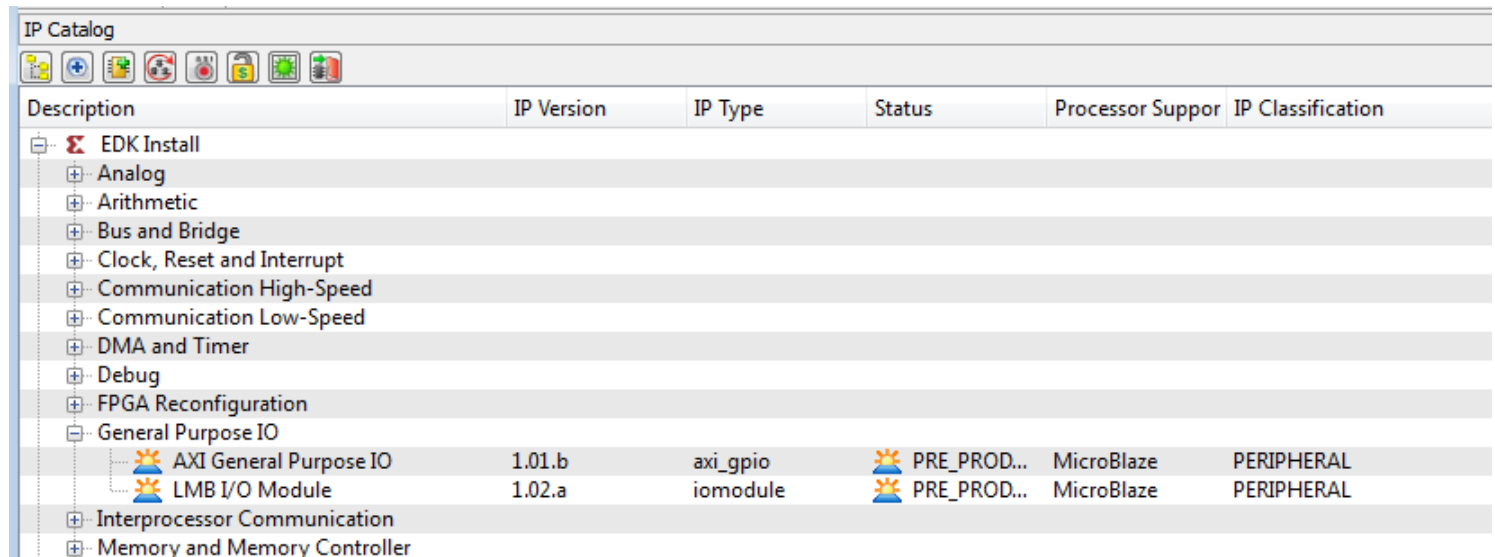 IP Catalog
Description IP Version IP Type Status Processor Suppor IP Classification
EDK Install
Analog
Arithmetic
Bus and Bridge
Clock, Reset and Interrupt
Communication High-Speed
Communication Low-Speed
DMA and Timer
Debug
FPGA Reconfiguration
General Purpose IO
AXI General Purpose IO 1.01.b axi_gpio PRE_PROD... MicroBlaze PERIPHERAL
LMB I/O Module 1.02.a iomodule PRE_PROD... MicroBlaze PERIPHERAL
Interprocessor Communication
Memory and Memory Controller